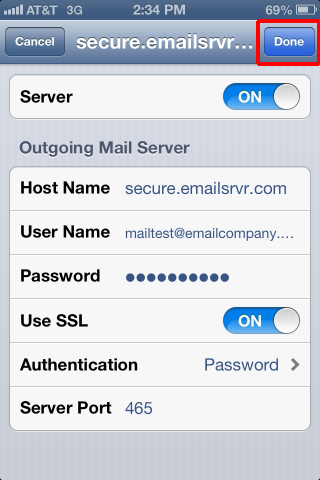 AT&T 3G 2:34 PM 69%
Cancel secure.emailsrvr... Done
Server ON
Outgoing Mail Server
Host Name secure.emailsrvr.com
User Name mailtest@emailcompany....
Password ●●●●●●●●●●
Use SSL ON
Authentication Password
Server Port 465